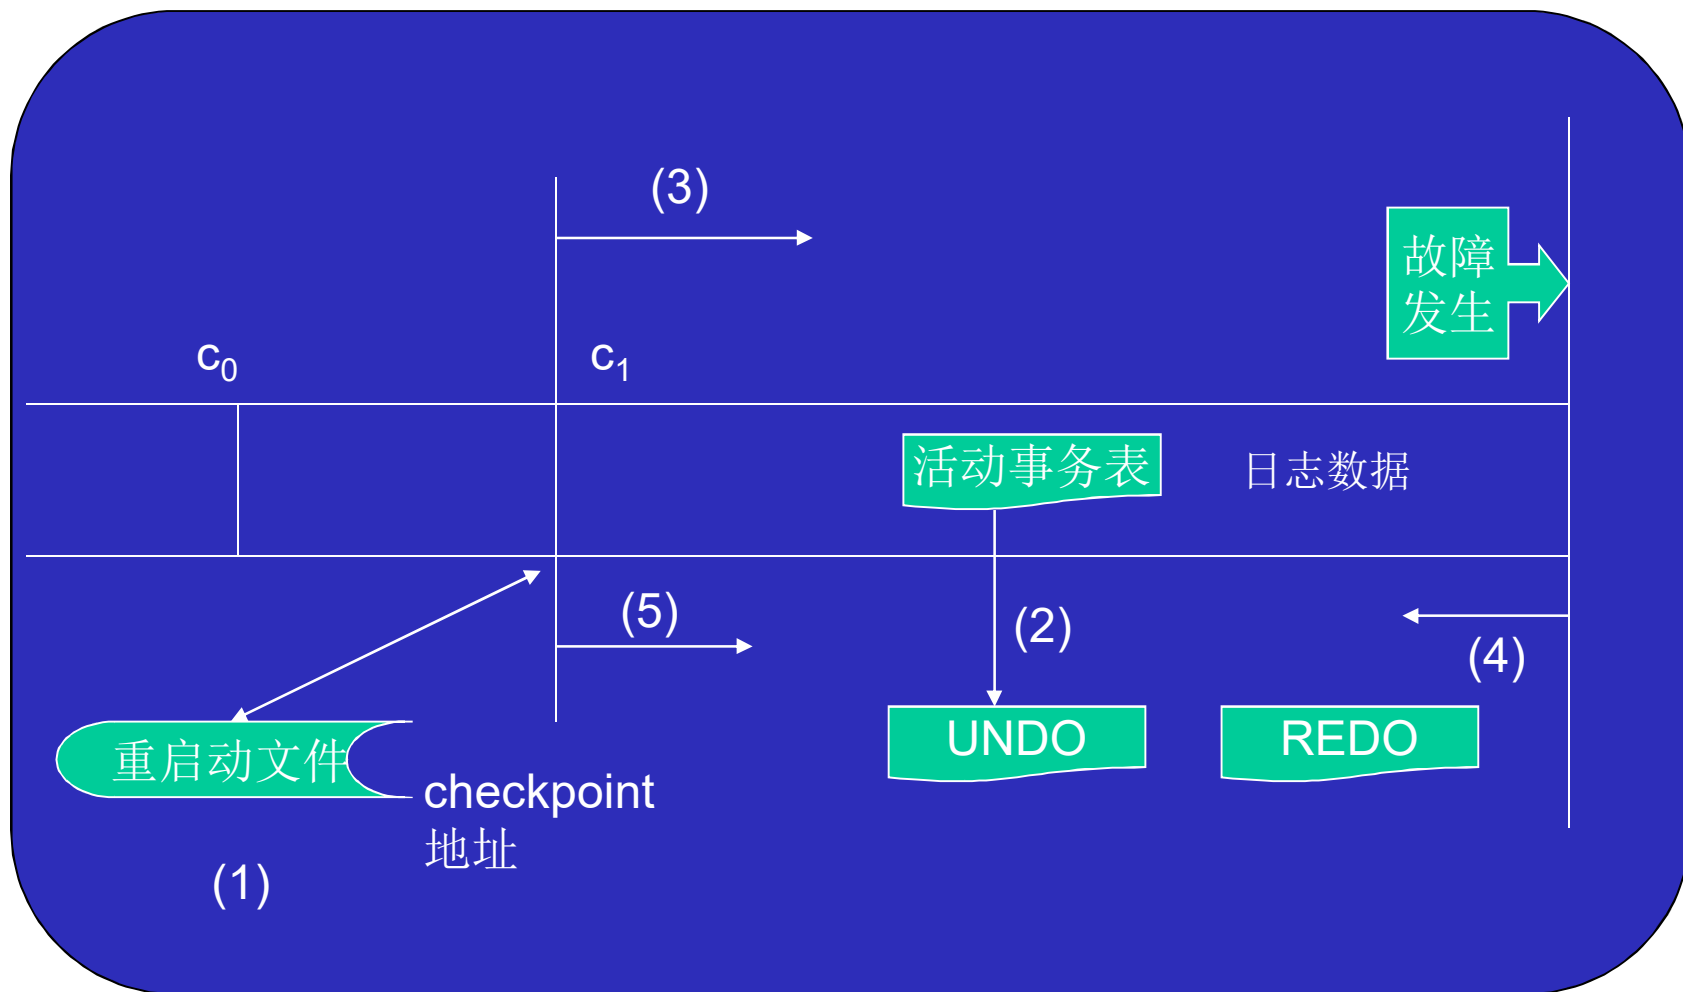 (3)
故障
发生
c₀
c₁
活动事务表
日志数据
(5)
(2)
(4)
重启动文件
UNDO
REDO
checkpoint
地址
(1)